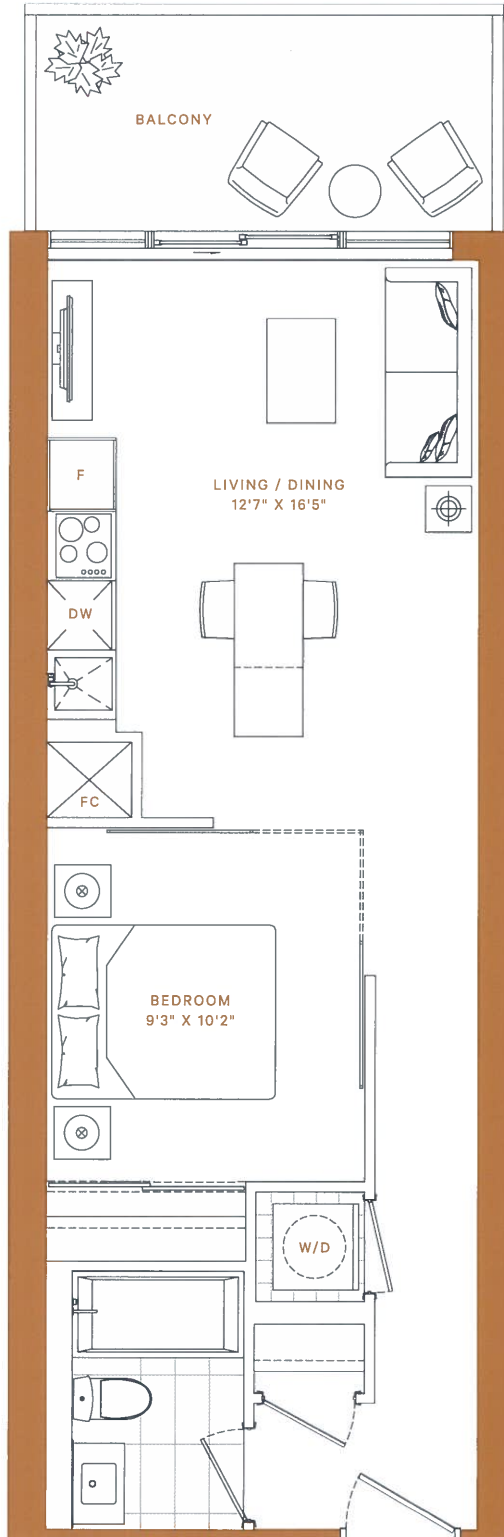 BALCONY
F
LIVING / DINING
12'7" X 16'5"
DW
FC
BEDROOM
9'3" X 10'2"
W/D